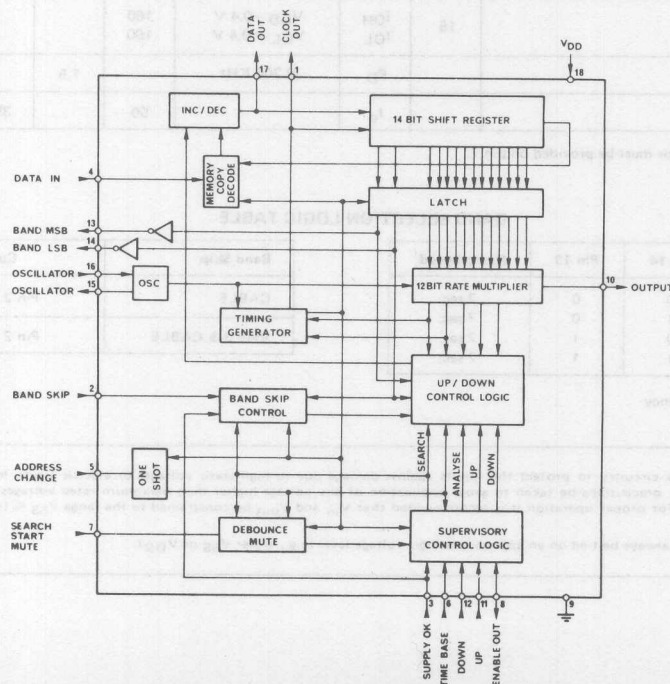 DATA OUT
CLOCK OUT
VDD
17
1
18
INC / DEC
14 BIT SHIFT REGISTER
DATA IN
4
MEMORY COPY DECODE
LATCH
BAND MSB
13
BAND LSB
14
OSCILLATOR
16
OSCILLATOR
15
OSC
12 BIT RATE MULTIPLIER
10
OUTPUT
TIMING
GENERATOR
BAND SKIP
2
BAND SKIP
CONTROL
UP / DOWN
CONTROL LOGIC
ADDRESS
CHANGE
5
ONE SHOT
SEARCH
ANALYSE
UP
DOWN
SEARCH
START
MUTE
7
DEBOUNCE
MUTE
SUPERVISORY
CONTROL LOGIC
3
6
12
11
8
9
SUPPLY OK
TIME BASE
DOWN
UP
ENABLE OUT